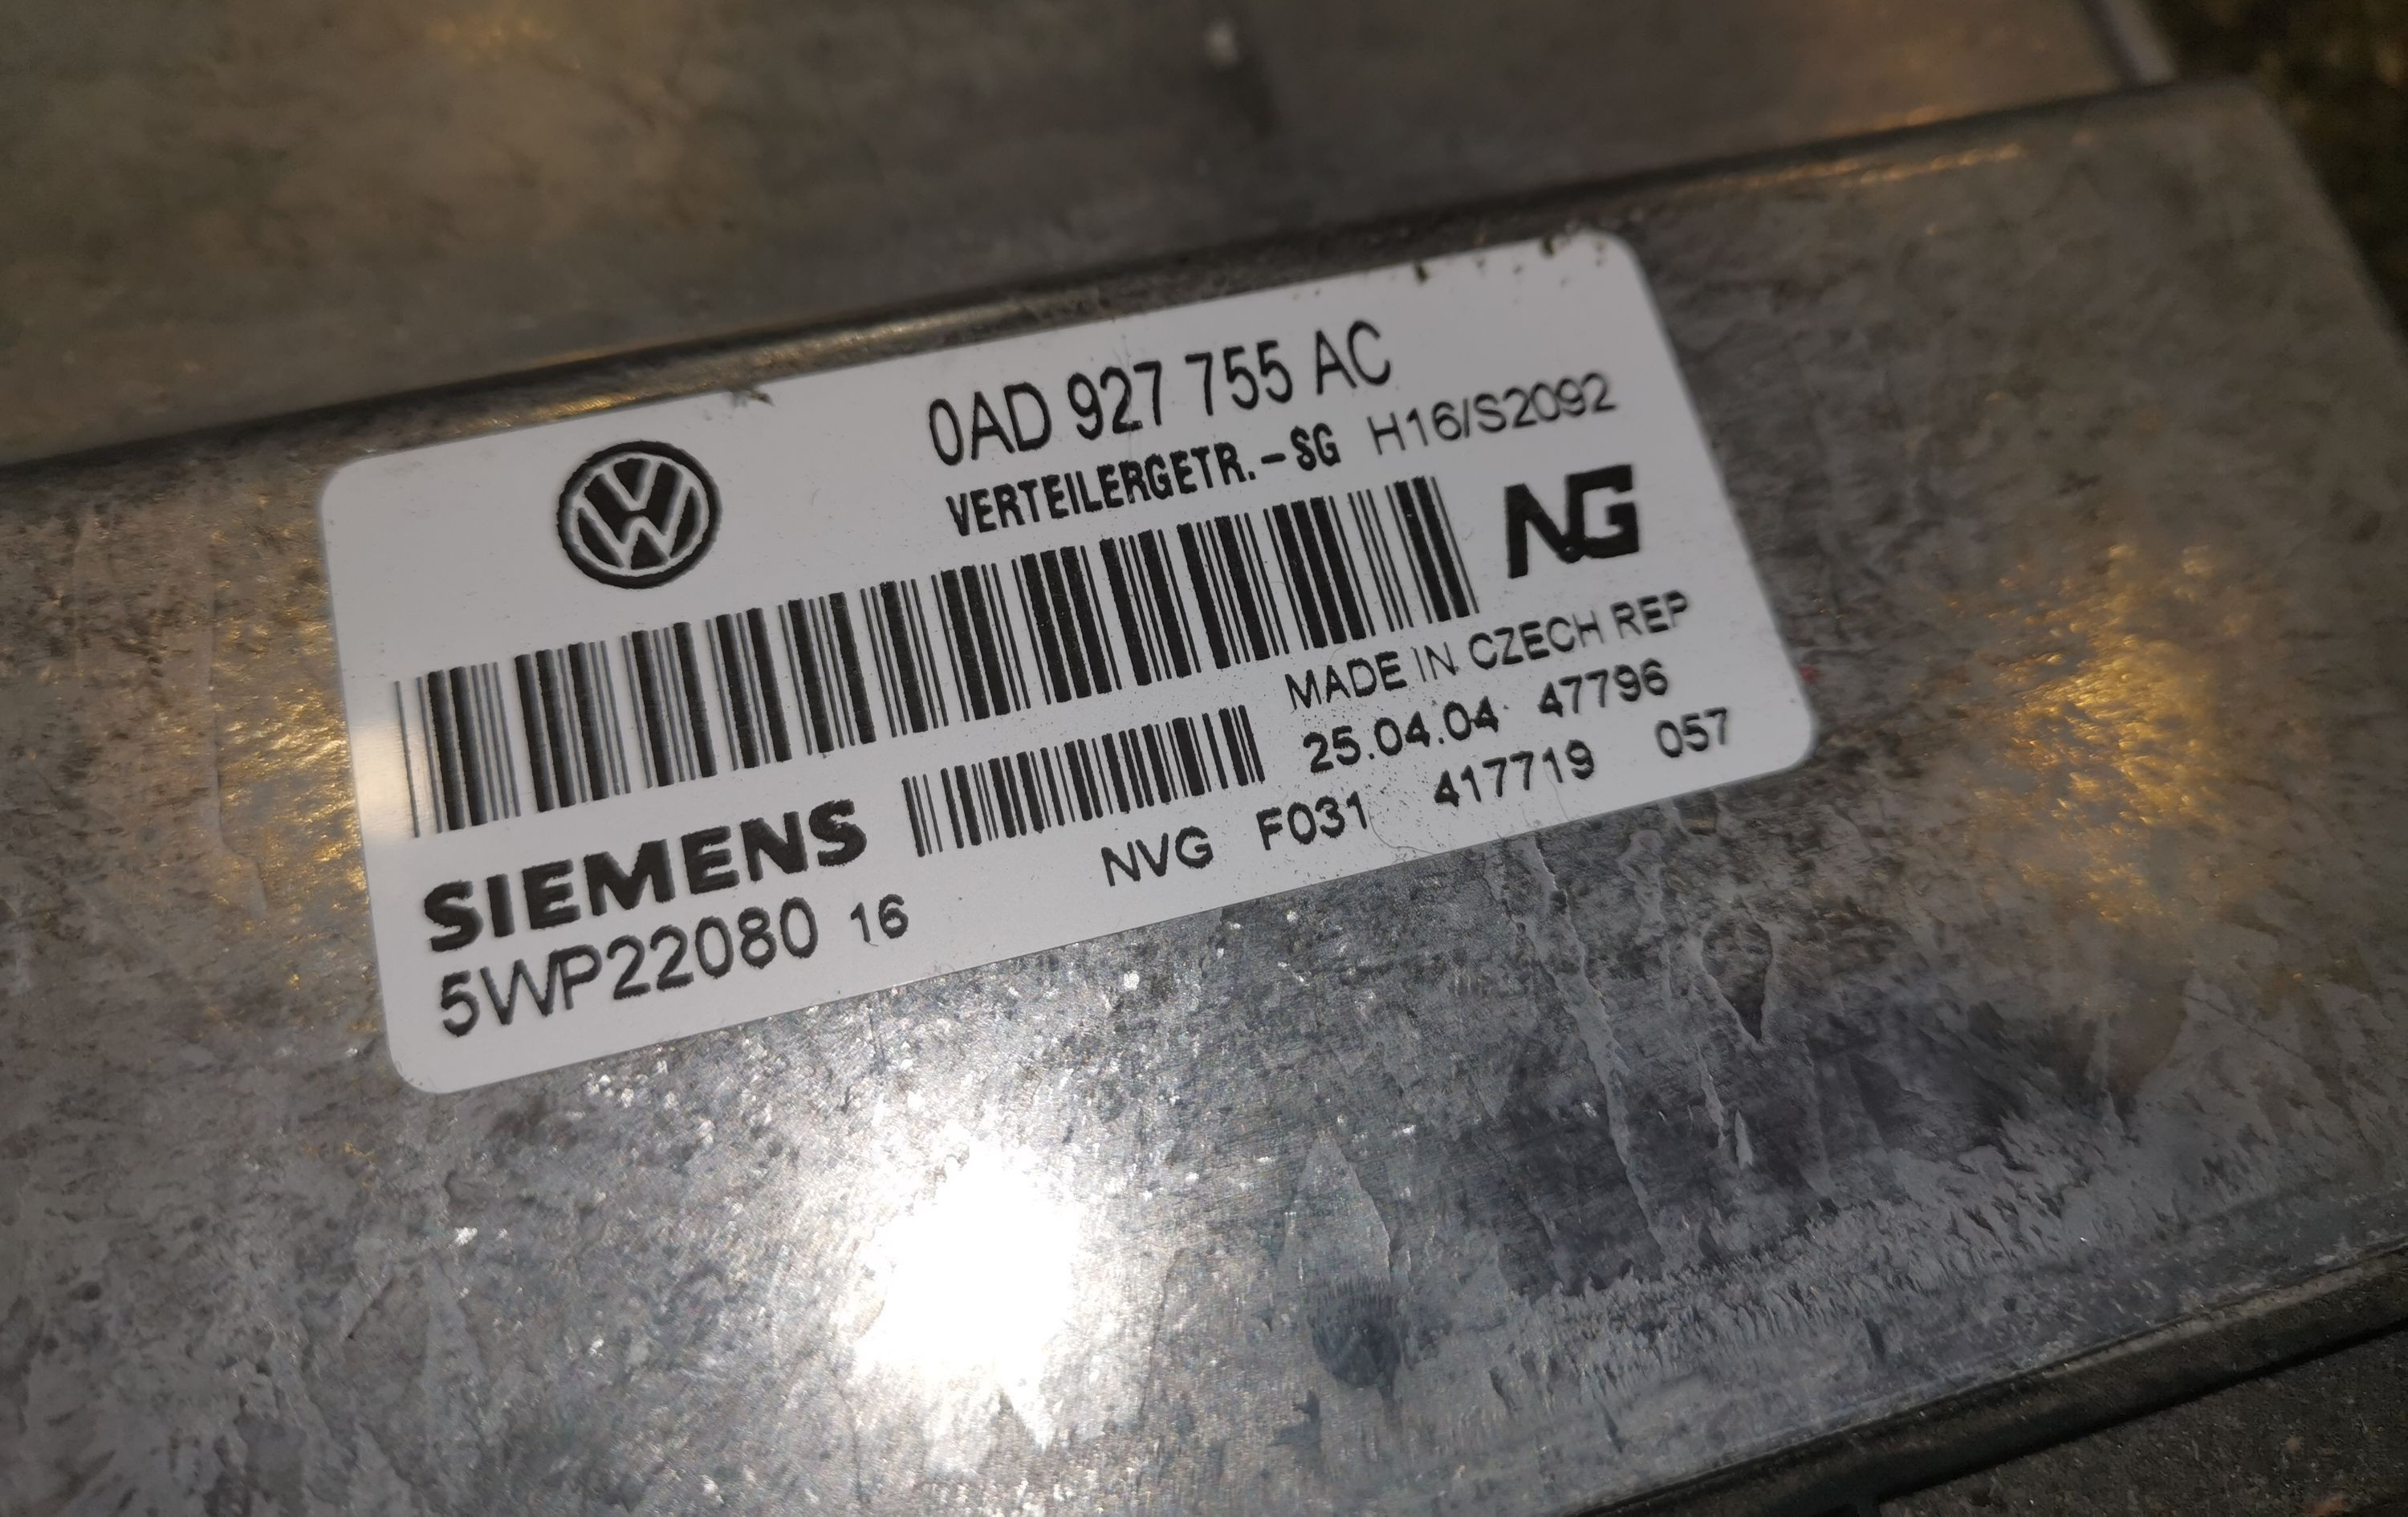 0AD 927 755 AC
VERTEILERGETR.-SG H16/S2092
NG
MADE IN CZECH REP
25.04.04 47796
SIEMENS
NVG F031 417719 057
5WP22080 16